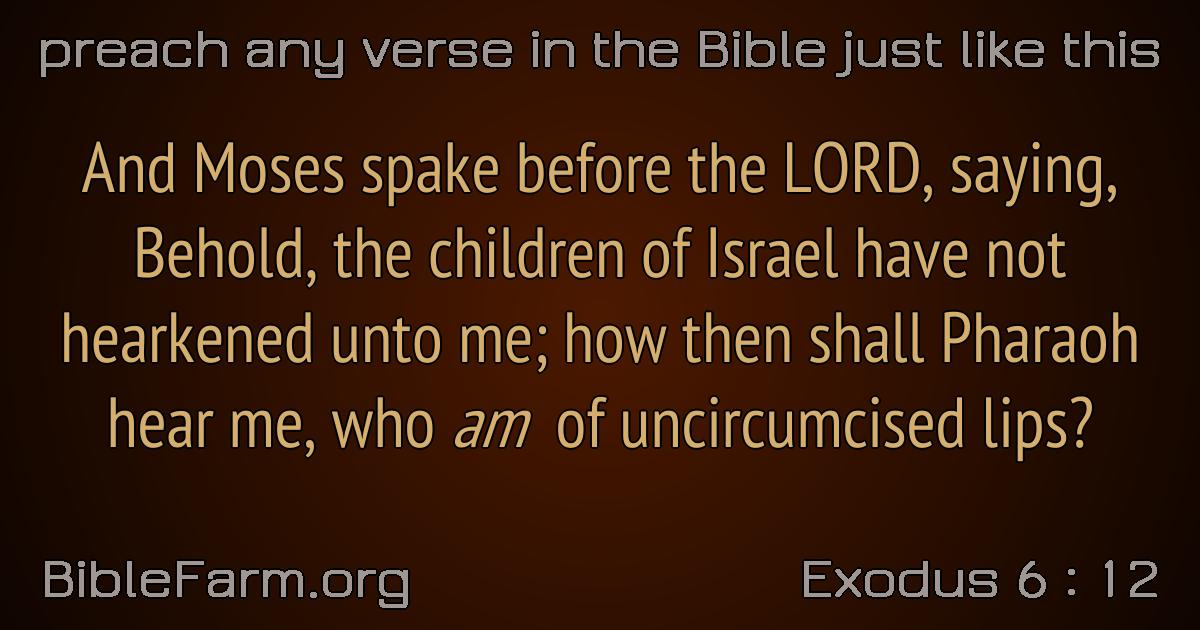 preach any verse in the Bible just like this
And Moses spake before the LORD, saying,
Behold, the children of Israel have not
hearkened unto me; how then shall Pharaoh
hear me, who am of uncircumcised lips?
BibleFarm.org
Exodus 6 : 12